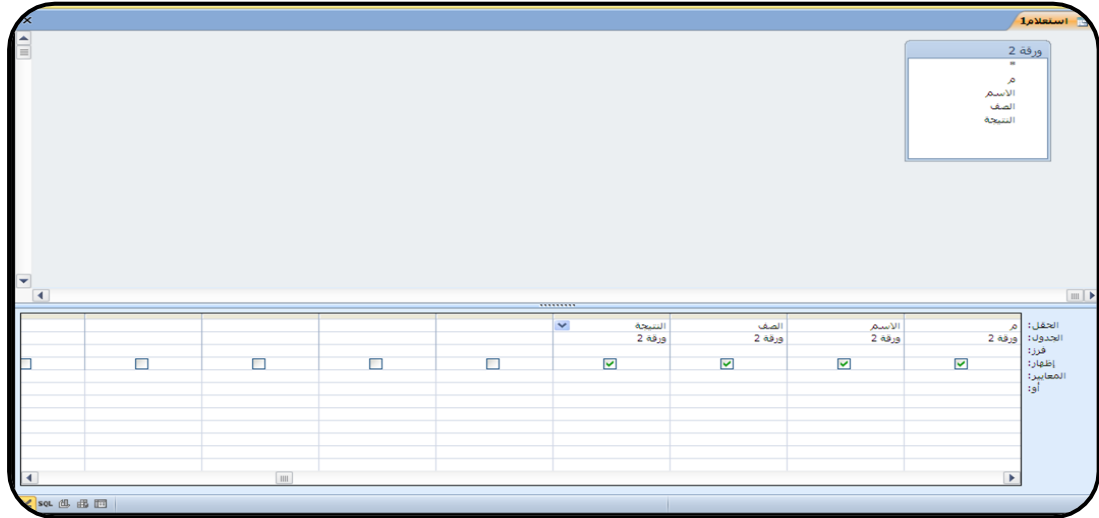 استعلام1
ورقة 2
=
م
الاسم
الصف
النتيجة
الحقل: م الاسم الصف النتيجة
الجدول: ورقة 2 ورقة 2 ورقة 2 ورقة 2
فرز:
إظهار:
المعايير:
أو:
SQL